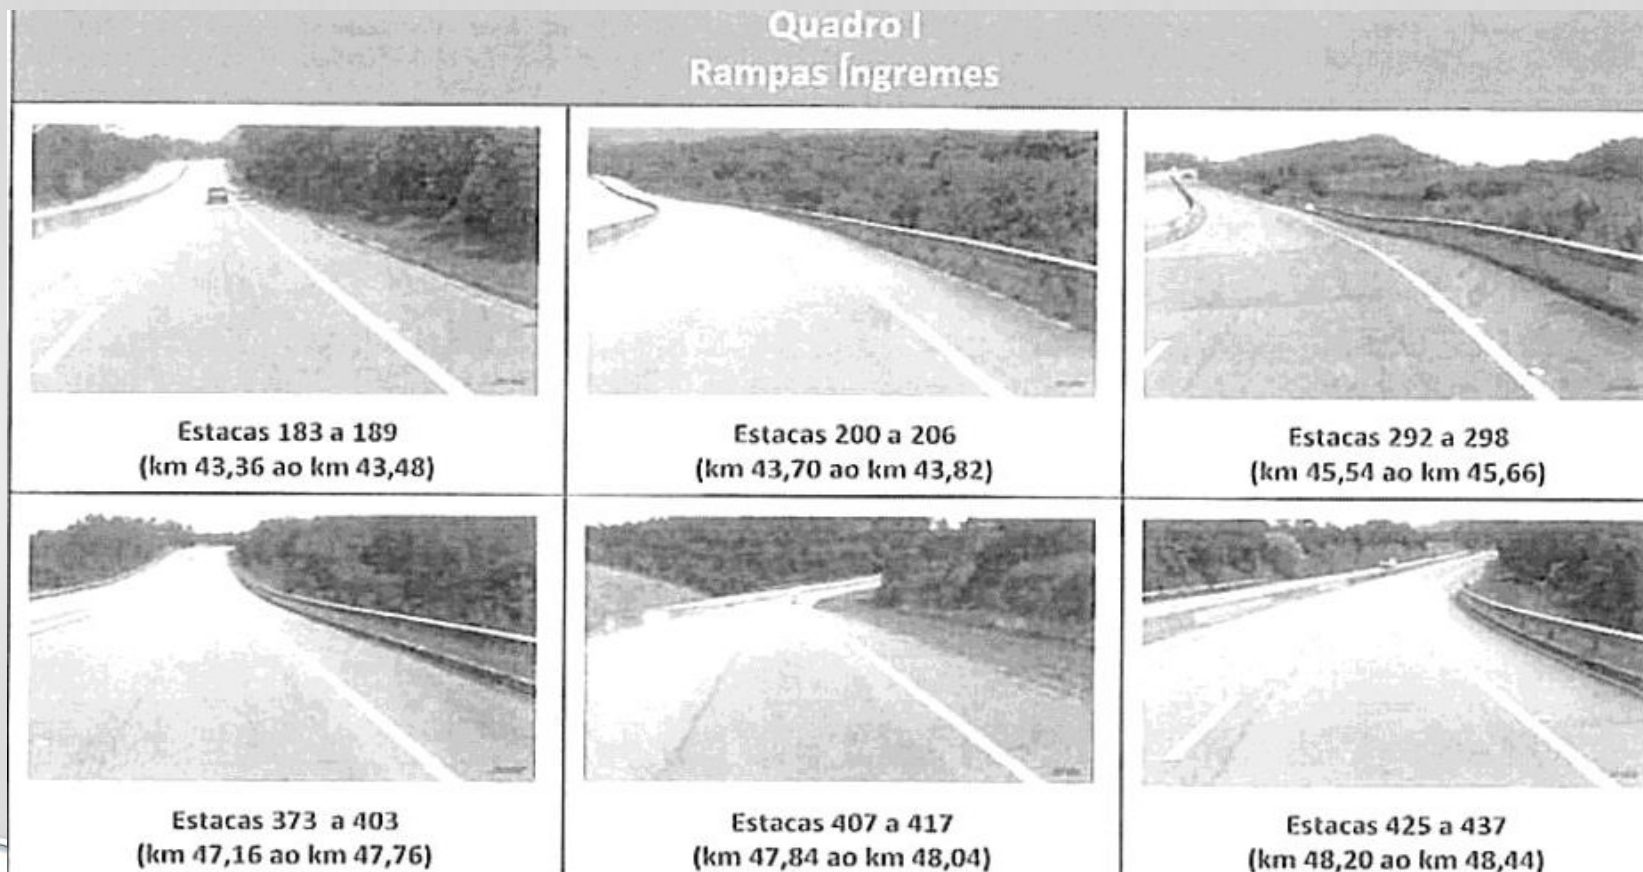 Quadro I
Rampas Íngremes
Estacas 183 a 189
(km 43,36 ao km 43,48)
Estacas 200 a 206
(km 43,70 ao km 43,82)
Estacas 292 a 298
(km 45,54 ao km 45,66)
Estacas 373 a 403
(km 47,16 ao km 47,76)
Estacas 407 a 417
(km 47,84 ao km 48,04)
Estacas 425 a 437
(km 48,20 ao km 48,44)